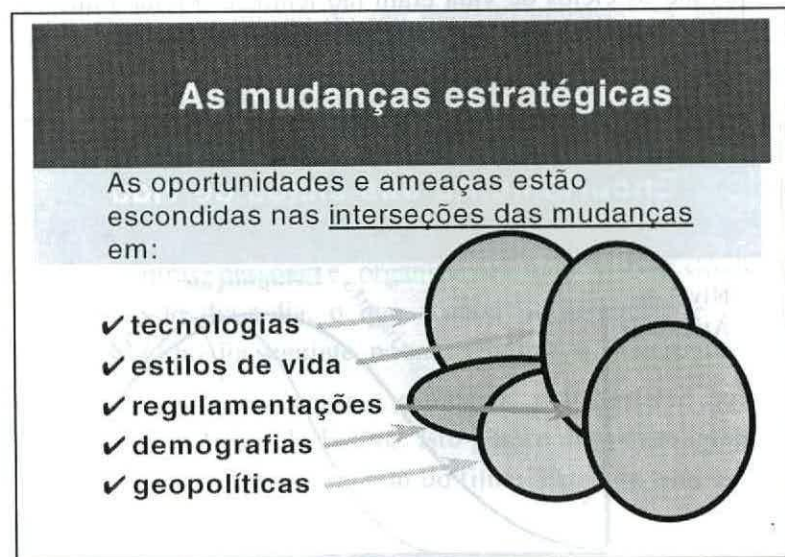 As mudanças estratégicas
As oportunidades e ameaças estão
escondidas nas interseções das mudanças
em:
✔ tecnologias
✔ estilos de vida
✔ regulamentações
✔ demografias
✔ geopolíticas